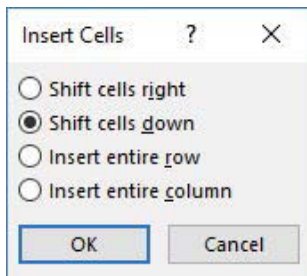 Insert Cells ?
Shift cells right
Shift cells down
Insert entire row
Insert entire column
OK Cancel